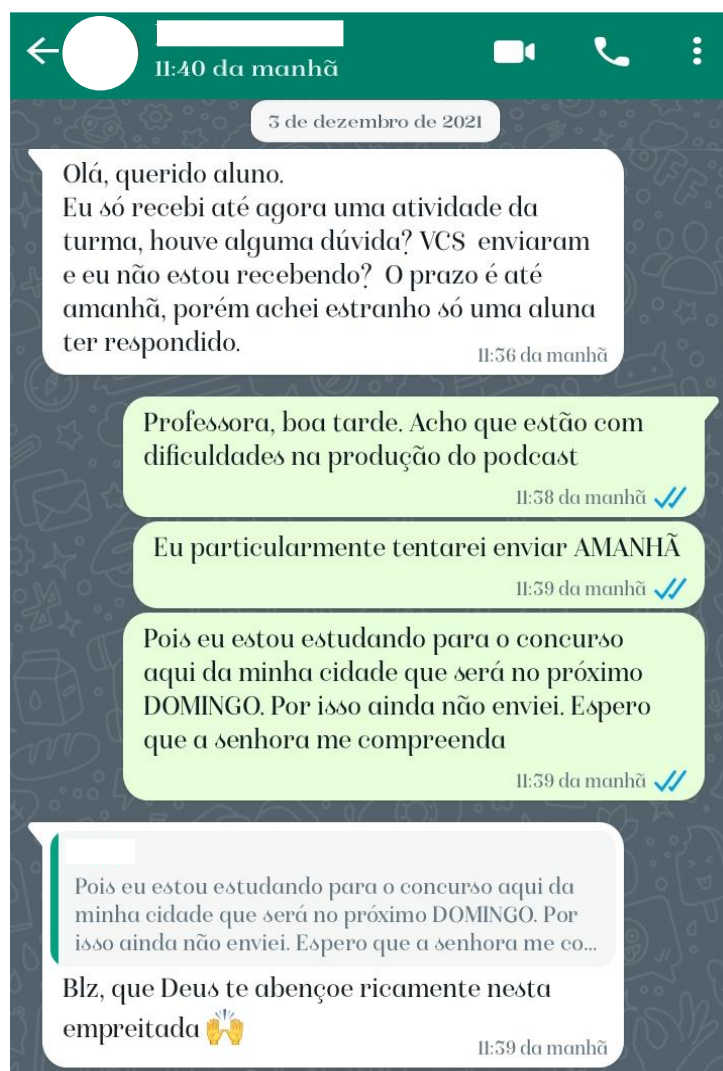 11:40 da manhã
3 de dezembro de 2021
Olá, querido aluno.
Eu só recebi até agora uma atividade da
turma, houve alguma dúvida? VCS enviaram
e eu não estou recebendo? O prazo é até
amanhã, porém achei estranho só uma aluna
ter respondido.
11:36 da manhã
Professora, boa tarde. Acho que estão com
dificuldades na produção do podcast
11:38 da manhã
Eu particularmente tentarei enviar AMANHÃ
11:39 da manhã
Pois eu estou estudando para o concurso
aqui da minha cidade que será no próximo
DOMINGO. Por isso ainda não enviei. Espero
que a senhora me compreenda
11:39 da manhã
Pois eu estou estudando para o concurso aqui da
minha cidade que será no próximo DOMINGO. Por
isso ainda não enviei. Espero que a senhora me co...
Blz, que Deus te abençoe ricamente nesta
empreitada 🙌
11:39 da manhã